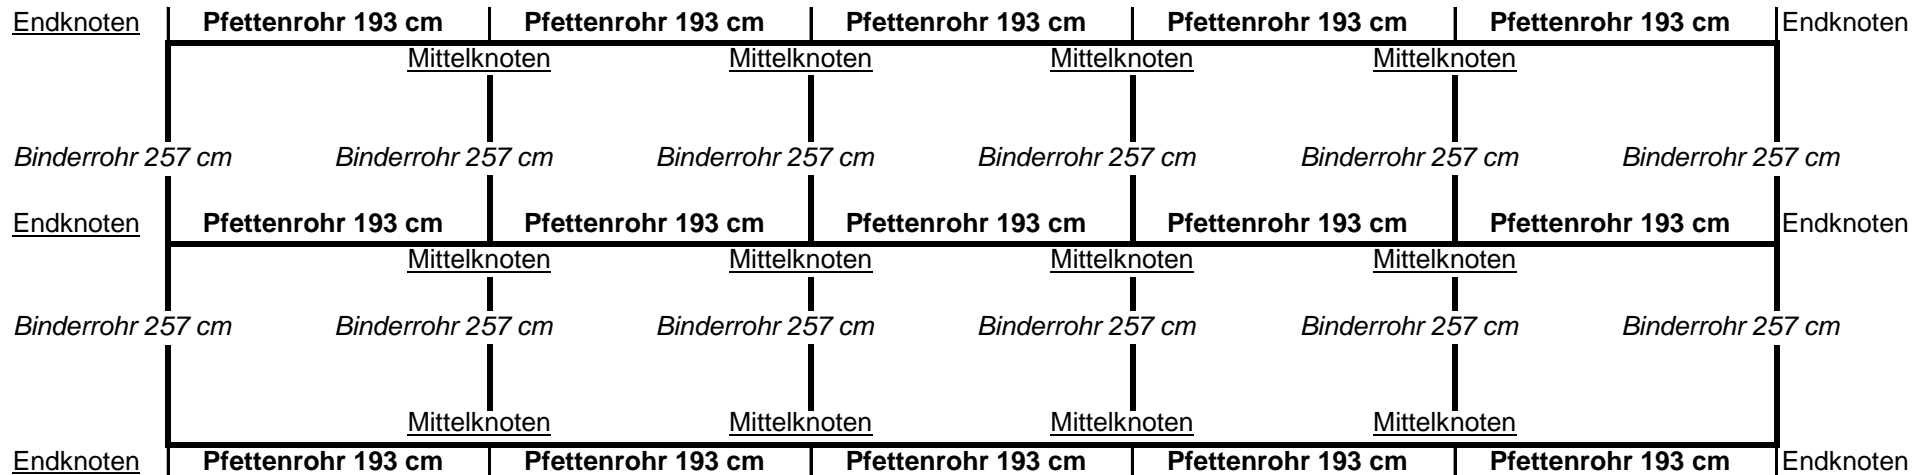 Endknoten Pfettenrohr 193 cm Pfettenrohr 193 cm Pfettenrohr 193 cm Pfettenrohr 193 cm Pfettenrohr 193 cm Endknoten
Mittelknoten Mittelknoten Mittelknoten Mittelknoten
Binderrohr 257 cm Binderrohr 257 cm Binderrohr 257 cm Binderrohr 257 cm Binderrohr 257 cm Binderrohr 257 cm
Endknoten Pfettenrohr 193 cm Pfettenrohr 193 cm Pfettenrohr 193 cm Pfettenrohr 193 cm Pfettenrohr 193 cm Endknoten
Mittelknoten Mittelknoten Mittelknoten Mittelknoten
Binderrohr 257 cm Binderrohr 257 cm Binderrohr 257 cm Binderrohr 257 cm Binderrohr 257 cm Binderrohr 257 cm
Mittelknoten Mittelknoten Mittelknoten Mittelknoten
Endknoten Pfettenrohr 193 cm Pfettenrohr 193 cm Pfettenrohr 193 cm Pfettenrohr 193 cm Pfettenrohr 193 cm Endknoten